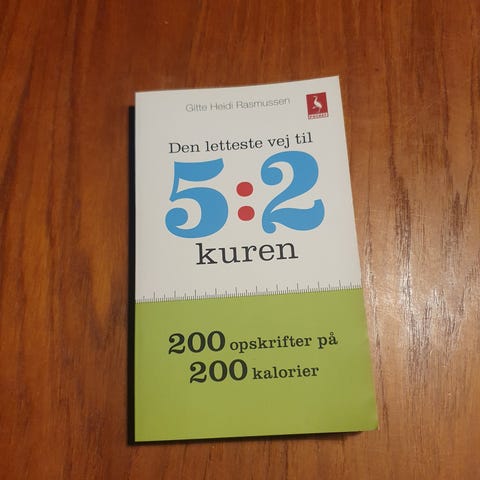 Gitte Heidi Rasmussen
Den letteste vej til
5:2
kuren
200 opskrifter på
200 kalorier